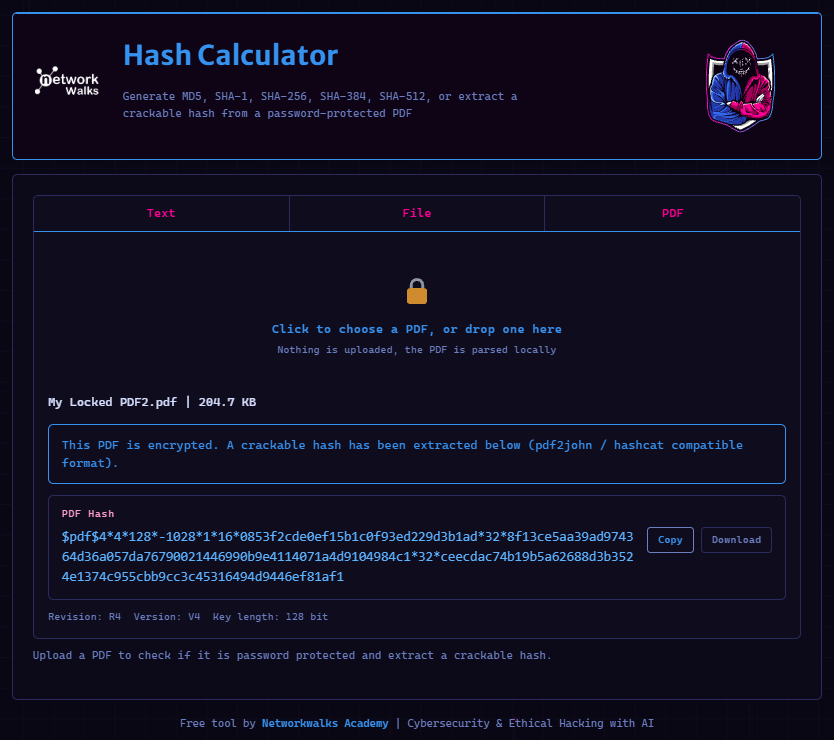 network
Walks
Hash Calculator
Generate MD5, SHA-1, SHA-256, SHA-384, SHA-512, or extract a
crackable hash from a password-protected PDF
Text
File
PDF
Click to choose a PDF, or drop one here
Nothing is uploaded, the PDF is parsed locally
My Locked PDF2.pdf | 204.7 KB
This PDF is encrypted. A crackable hash has been extracted below (pdf2john / hashcat compatible
format).
PDF Hash
$pdf$4*4*128*-1028*1*16*0853f2cde0ef15b1c0f93ed229d3b1ad*32*8f13ce5aa39ad9743
64d36a057da76790021446990b9e4114071a4d9104984c1*32*ceecdac74b19b5a62688d3b352
4e1374c955cbb9cc3c45316494d9446ef81af1
Copy
Download
Revision: R4 Version: V4 Key length: 128 bit
Upload a PDF to check if it is password protected and extract a crackable hash.
Free tool by Networkwalks Academy | Cybersecurity & Ethical Hacking with AI